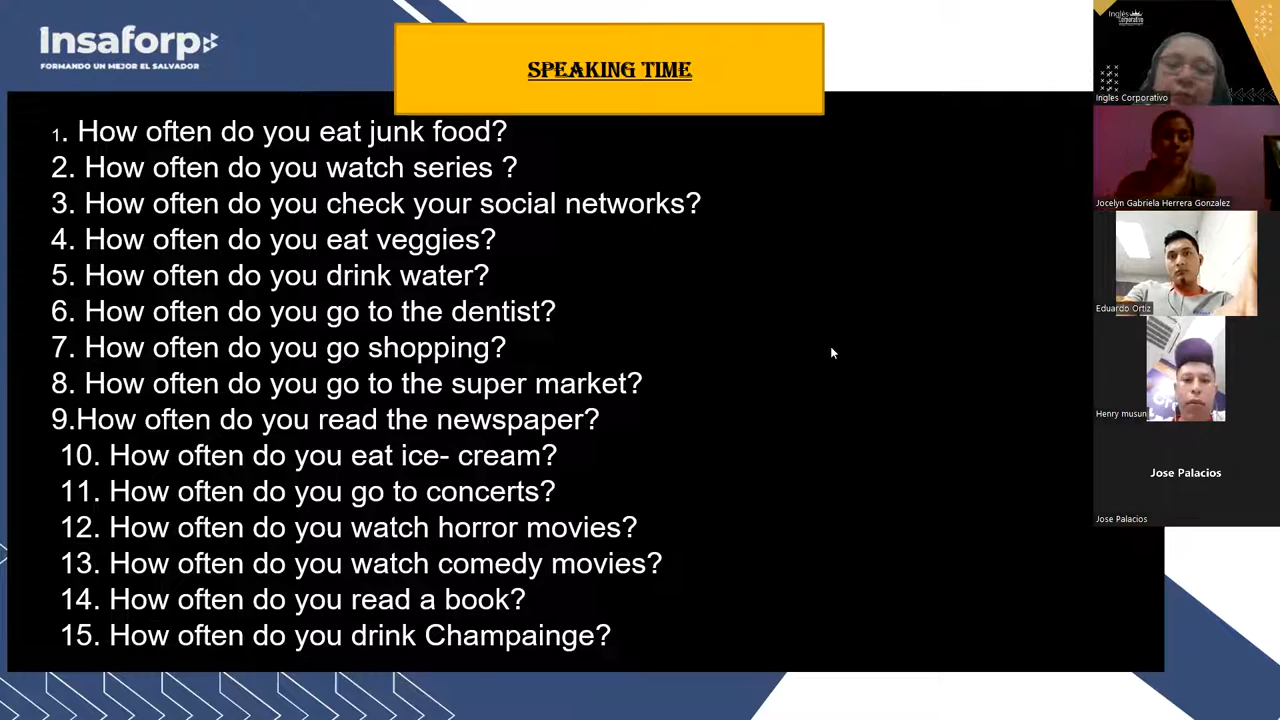 Insaforp
FORMANDO UN MEJOR EL SALVADOR
SPEAKING TIME
1. How often do you eat junk food?
2. How often do you watch series ?
3. How often do you check your social networks?
4. How often do you eat veggies?
5. How often do you drink water?
6. How often do you go to the dentist?
7. How often do you go shopping?
8. How often do you go to the super market?
9.How often do you read the newspaper?
10. How often do you eat ice- cream?
11. How often do you go to concerts?
12. How often do you watch horror movies?
13. How often do you watch comedy movies?
14. How often do you read a book?
15. How often do you drink Champainge?
Inglés
Corporativo
Ingles Corporativo
Jocelyn Gabriela Herrera Gonzalez
Eduardo Ortiz
Henry musun
Jose Palacios
Jose Palacios